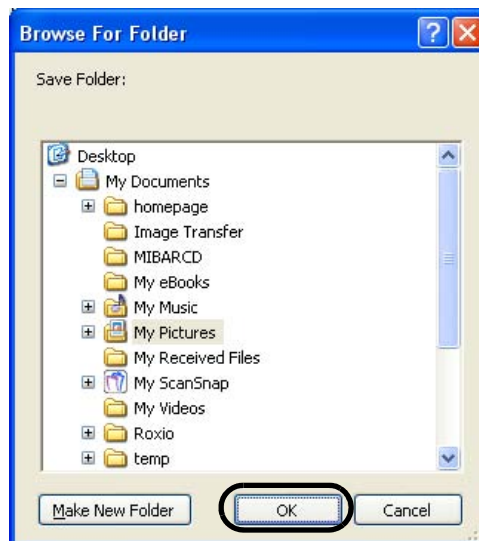 Browse For Folder
Save Folder:
Desktop
My Documents
homepage
Image Transfer
MIBARCD
My eBooks
My Music
My Pictures
My Received Files
My ScanSnap
My Videos
Roxio
temp
Make New Folder
OK
Cancel